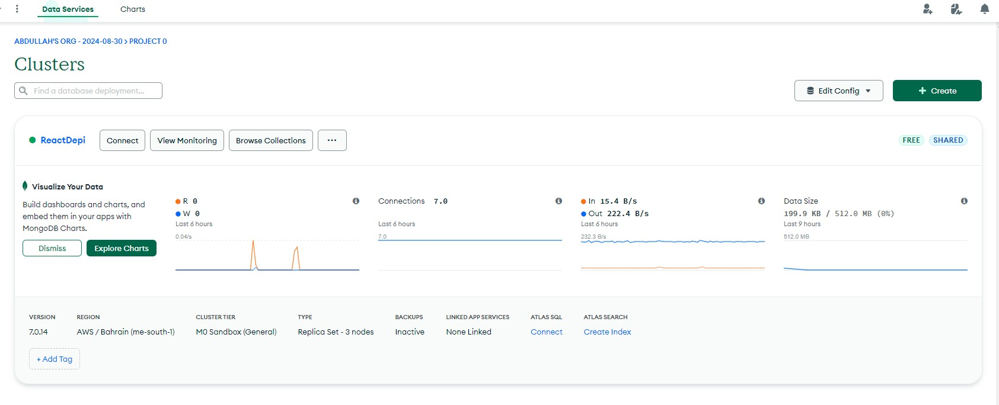 Data Services
Charts
ABDULLAH'S ORG - 2024-08-30 > PROJECT 0
Clusters
Find a database deployment...
Edit Config
+ Create
ReactDepi
Connect
View Monitoring
Browse Collections
...
FREE
SHARED
Visualize Your Data
Build dashboards and charts, and
embed them in your apps with
MongoDB Charts.
Dismiss
Explore Charts
R 0
W 0
Last 6 hours
0.04/s
Connections 7.0
Last 6 hours
7.0
In 15.4 B/s
Out 222.4 B/s
Last 6 hours
232.3 B/s
Data Size
199.9 KB / 512.0 MB (0%)
Last 9 hours
512.0 MB
VERSION
7.0.14
REGION
AWS / Bahrain (me-south-1)
CLUSTER TIER
M0 Sandbox (General)
TYPE
Replica Set - 3 nodes
BACKUPS
Inactive
LINKED APP SERVICES
None Linked
ATLAS SQL
Connect
ATLAS SEARCH
Create Index
+ Add Tag